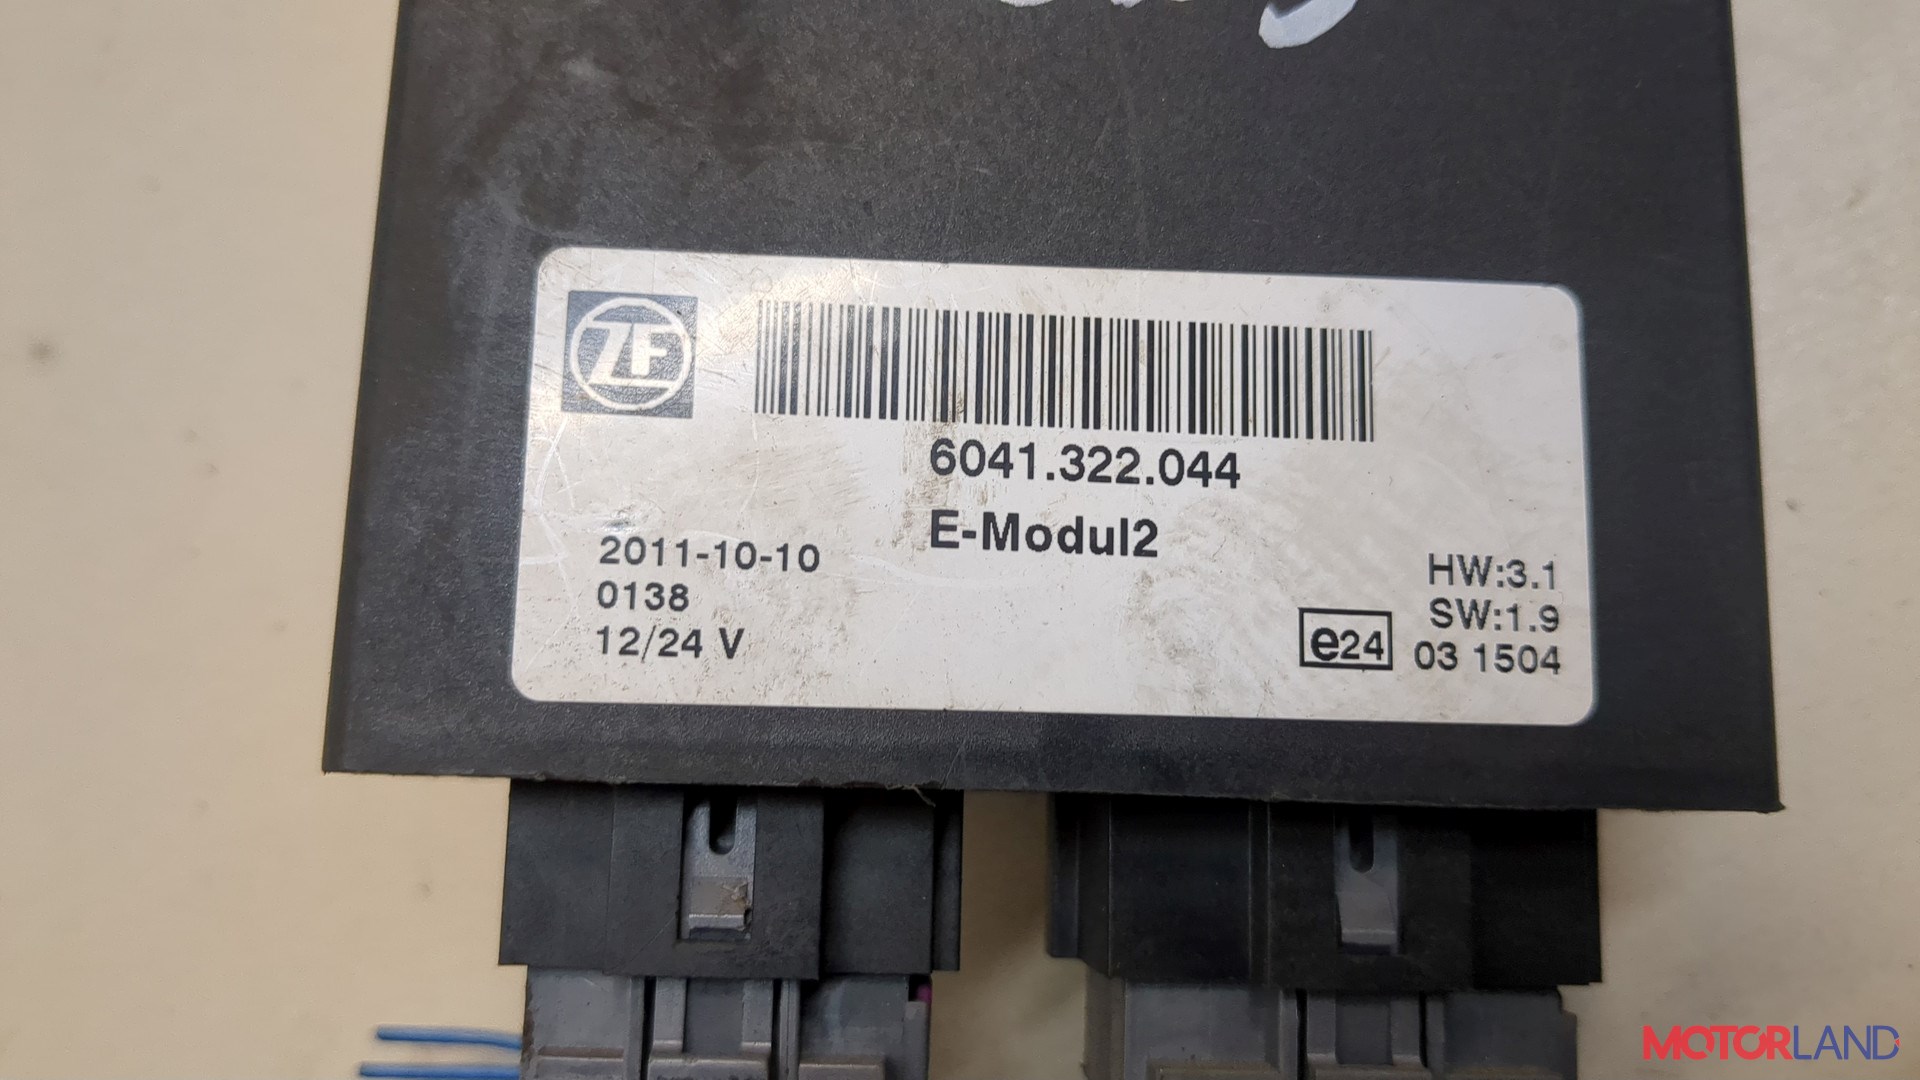 ZF
6041.322.044
E-Modul2
2011-10-10
0138
12/24 V
HW:3.1
SW:1.9
e24 03 1504
MOTORLAND